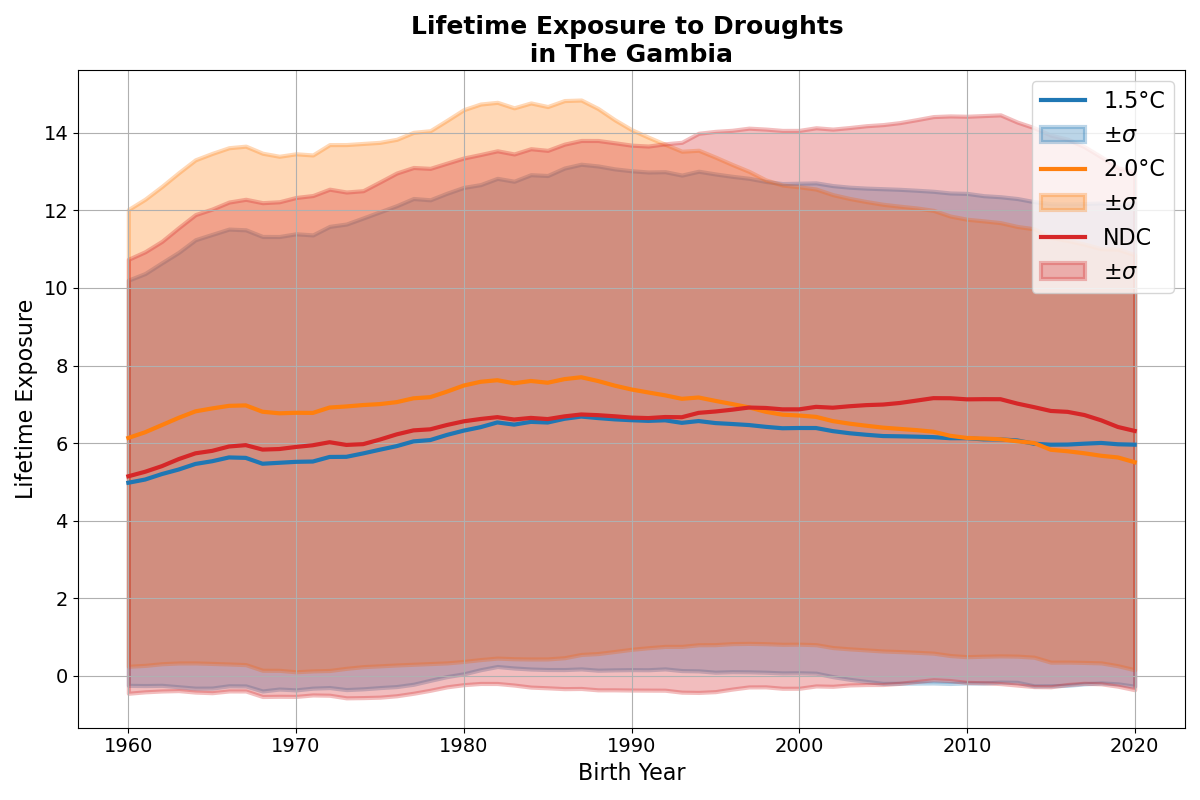 Lifetime Exposure to Droughts
in The Gambia
Lifetime Exposure
14
12
10
8
6
4
2
0
1960
1970
1980
1990
2000
2010
2020
Birth Year
1.5°C
±σ
2.0°C
±σ
NDC
±σ